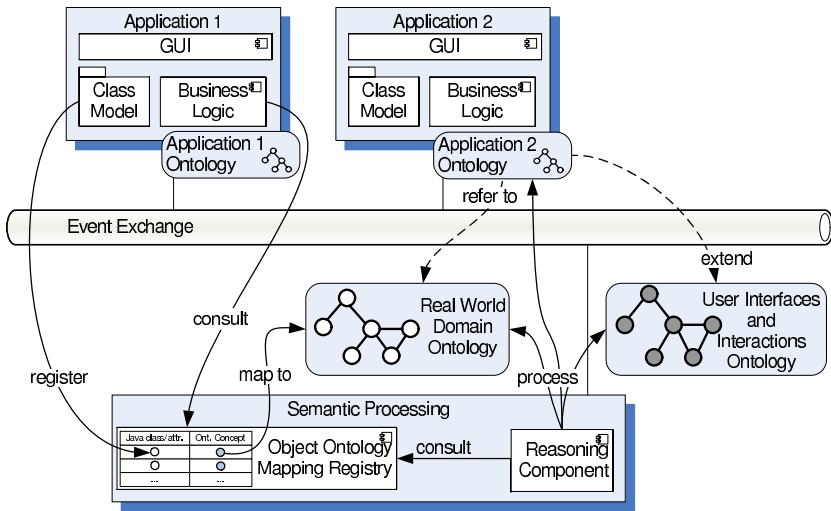 Application 1
GUI
Class
Model
Business
Logic
Application 1
Ontology
Application 2
GUI
Class
Model
Business
Logic
Application 2
Ontology
refer to
Event Exchange
extend
consult
register
map to
process
Real World
Domain
Ontology
User Interfaces
and
Interactions
Ontology
Semantic Processing
Java class/attr.
Ont. Concept
...
...
Object Ontology
Mapping Registry
consult
Reasoning
Component